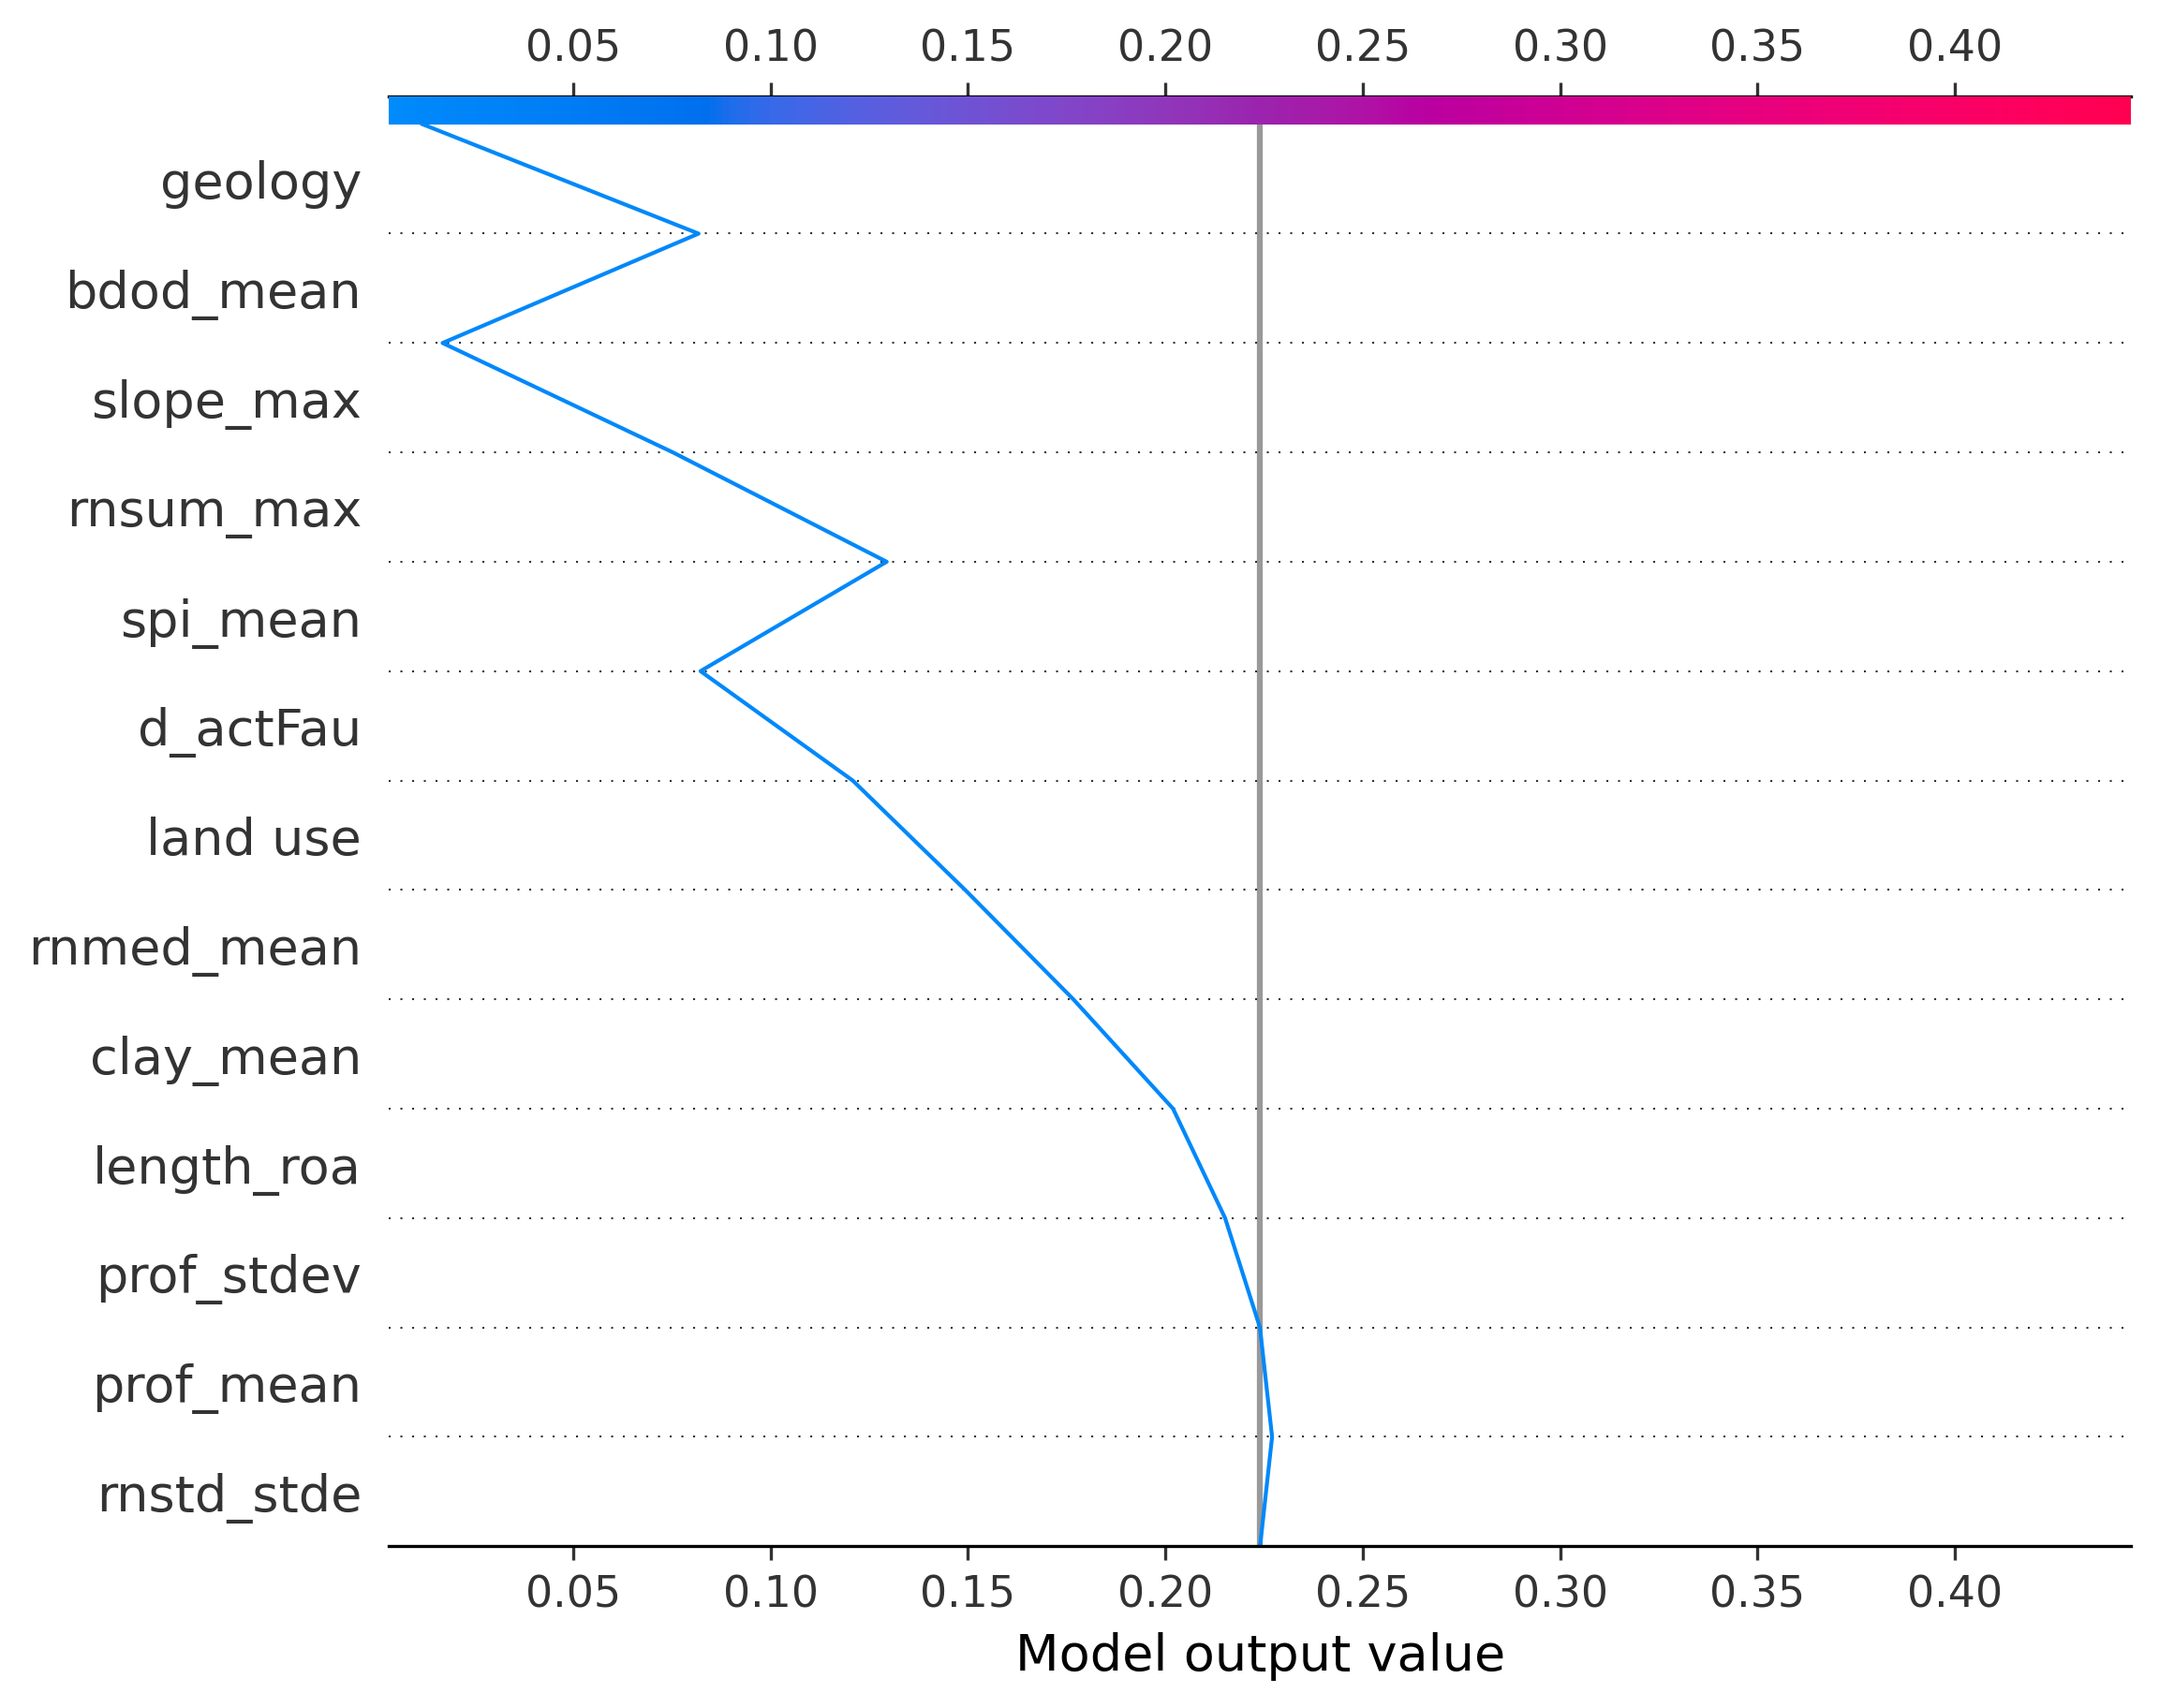 0.05 0.10 0.15 0.20 0.25 0.30 0.35 0.40
geology
bdod_mean
slope_max
rnsum_max
spi_mean
d_actFau
land use
rnmed_mean
clay_mean
length_roa
prof_stdev
prof_mean
rnstd_stde
0.05 0.10 0.15 0.20 0.25 0.30 0.35 0.40
Model output value